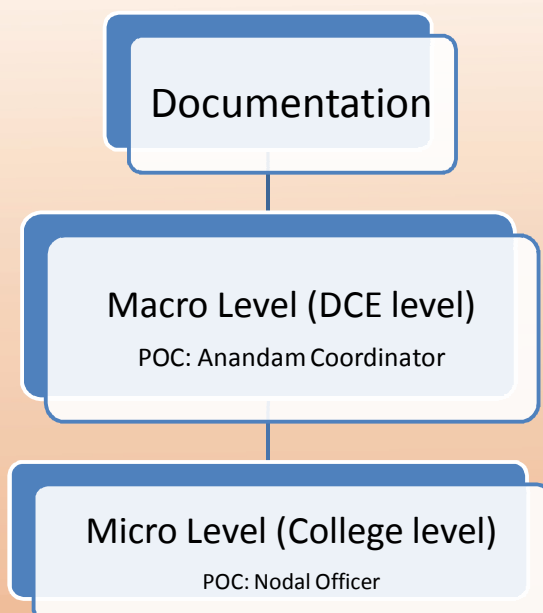 Documentation
Macro Level (DCE level)
POC: Anandam Coordinator
Micro Level (College level)
POC: Nodal Officer